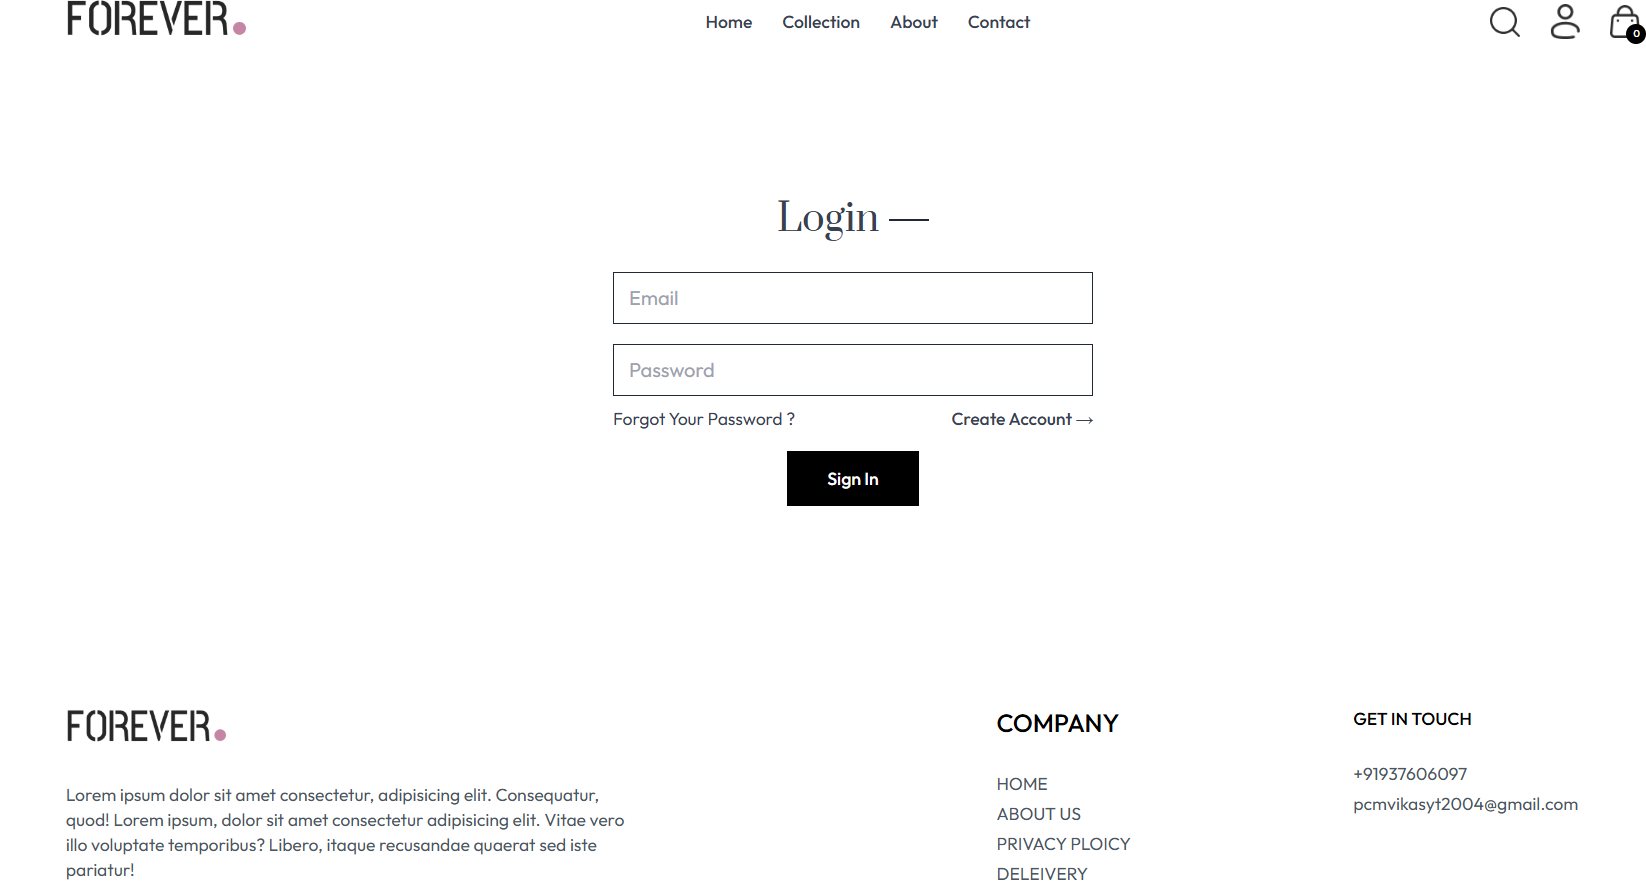 FOREVER.
Home Collection About Contact
0
Login
Email
Password
Forgot Your Password ? Create Account →
Sign In
FOREVER.
Lorem ipsum dolor sit amet consectetur, adipisicing elit. Consequatur,
quod! Lorem ipsum, dolor sit amet consectetur adipisicing elit. Vitae vero
illo voluptate temporibus? Libero, itaque recusandae quaerat sed iste
pariatur!
COMPANY
HOME
ABOUT US
PRIVACY PLOICY
DELEIVERY
GET IN TOUCH
+91937606097
pcmvikasyt2004@gmail.com